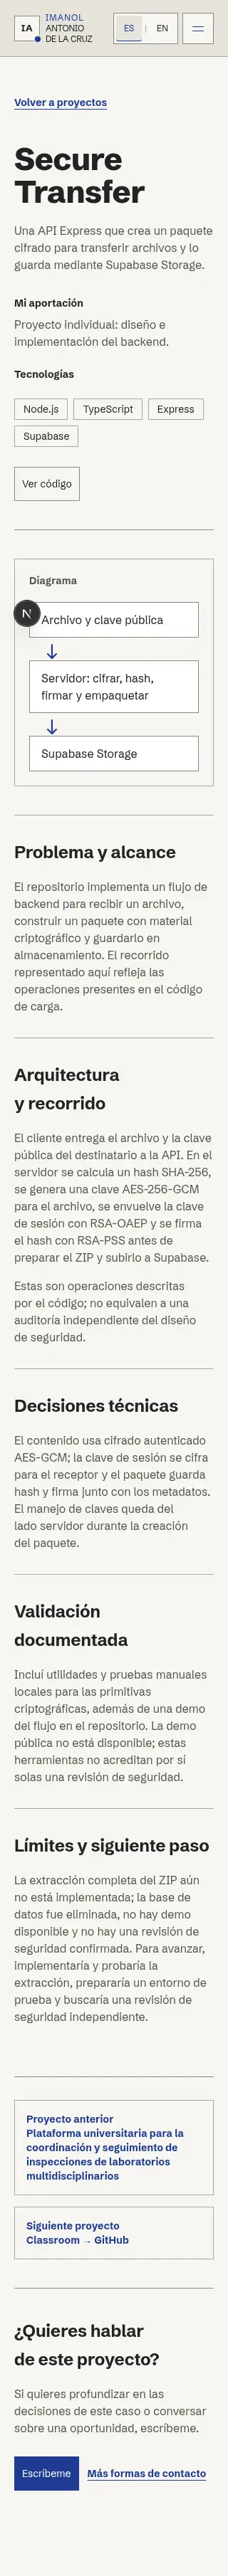 IA
IMANOL
ANTONIO
DE LA CRUZ
ES | EN
Volver a proyectos
Secure
Transfer
Una API Express que crea un paquete
cifrado para transferir archivos y lo
guarda mediante Supabase Storage.
Mi aportación
Proyecto individual: diseño e
implementación del backend.
Tecnologías
Node.js
TypeScript
Express
Supabase
Ver código
Diagrama
N
Archivo y clave pública
Servidor: cifrar, hash,
firmar y empaquetar
Supabase Storage
Problema y alcance
El repositorio implementa un flujo de
backend para recibir un archivo,
construir un paquete con material
criptográfico y guardarlo en
almacenamiento. El recorrido
representado aquí refleja las
operaciones presentes en el código
de carga.
Arquitectura
y recorrido
El cliente entrega el archivo y la clave
pública del destinatario a la API. En el
servidor se calcula un hash SHA-256,
se genera una clave AES-256-GCM
para el archivo, se envuelve la clave
de sesión con RSA-OAEP y se firma
el hash con RSA-PSS antes de
preparar el ZIP y subirlo a Supabase.
Estas son operaciones descritas
por el código; no equivalen a una
auditoría independiente del diseño
de seguridad.
Decisiones técnicas
El contenido usa cifrado autenticado
AES-GCM; la clave de sesión se cifra
para el receptor y el paquete guarda
hash y firma junto con los metadatos.
El manejo de claves queda del
lado servidor durante la creación
del paquete.
Validación
documentada
Incluí utilidades y pruebas manuales
locales para las primitivas
criptográficas, además de una demo
del flujo en el repositorio. La demo
pública no está disponible; estas
herramientas no acreditan por sí
solas una revisión de seguridad.
Límites y siguiente paso
La extracción completa del ZIP aún
no está implementada; la base de
datos fue eliminada, no hay demo
disponible y no hay una revisión de
seguridad confirmada. Para avanzar,
implementaría y probaría la
extracción, prepararía un entorno de
prueba y buscaría una revisión de
seguridad independiente.
Proyecto anterior
Plataforma universitaria para la
coordinación y seguimiento de
inspecciones de laboratorios
multidisciplinarios
Siguiente proyecto
Classroom → GitHub
¿Quieres hablar
de este proyecto?
Si quieres profundizar en las
decisiones de este caso o conversar
sobre una oportunidad, escríbeme.
Escríbeme
Más formas de contacto